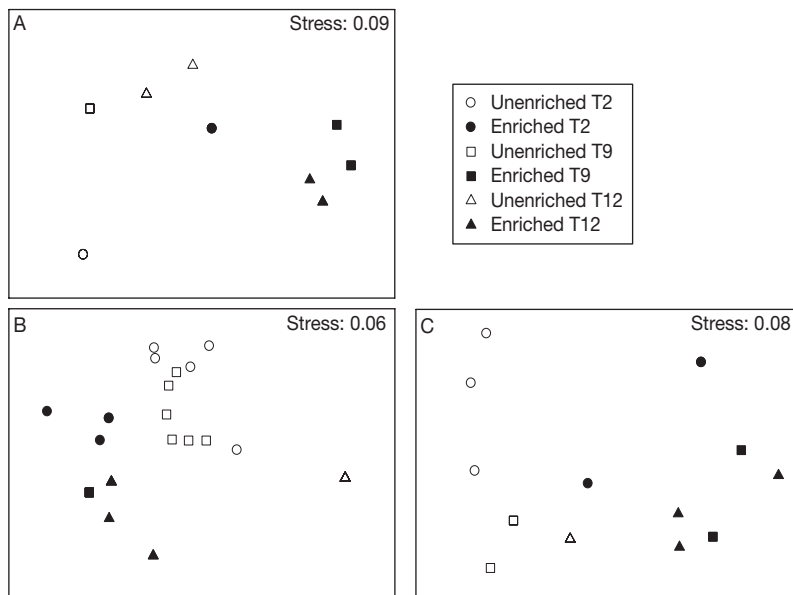 A
Stress: 0.09
Unenriched T2
Enriched T2
Unenriched T9
Enriched T9
Unenriched T12
Enriched T12
B
Stress: 0.06
C
Stress: 0.08